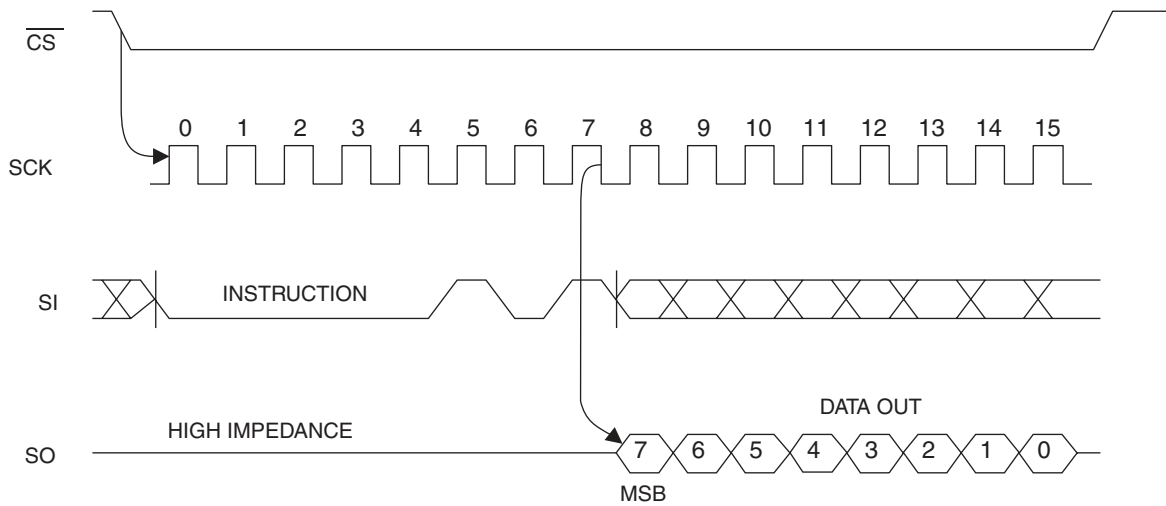 CS
0 1 2 3 4 5 6 7 8 9 10 11 12 13 14 15
SCK
SI INSTRUCTION
DATA OUT
HIGH IMPEDANCE
SO 7 6 5 4 3 2 1 0
MSB